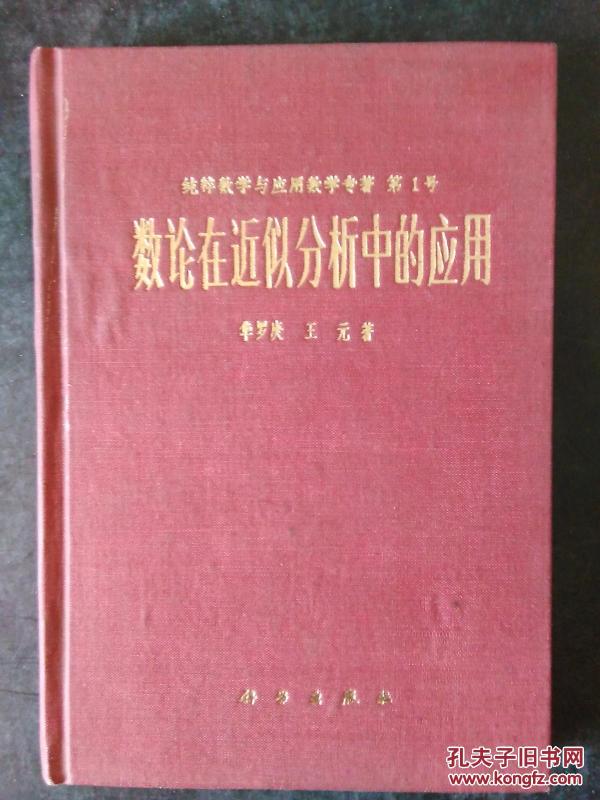 纯粹数学与应用数学专著 第1号
数论在近似分析中的应用
华罗庚 王元著
科学出版社
孔夫子旧书网
www.kongfz.com